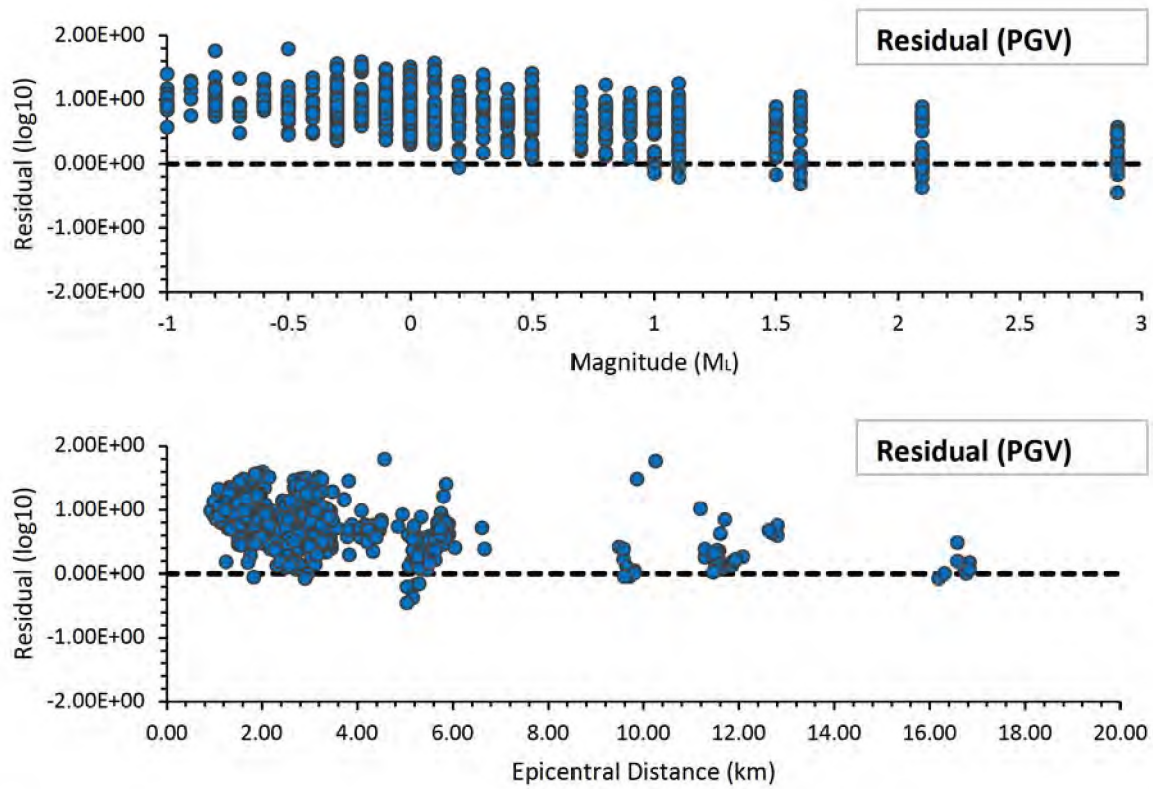 Residual (PGV)
Residual (log10)
2.00E+00
1.00E+00
0.00E+00
-1.00E+00
-2.00E+00
-1 -0.5 0 0.5 1 1.5 2 2.5 3
Magnitude (ML)
Residual (PGV)
Residual (log10)
2.00E+00
1.00E+00
0.00E+00
-1.00E+00
-2.00E+00
0.00 2.00 4.00 6.00 8.00 10.00 12.00 14.00 16.00 18.00 20.00
Epicentral Distance (km)